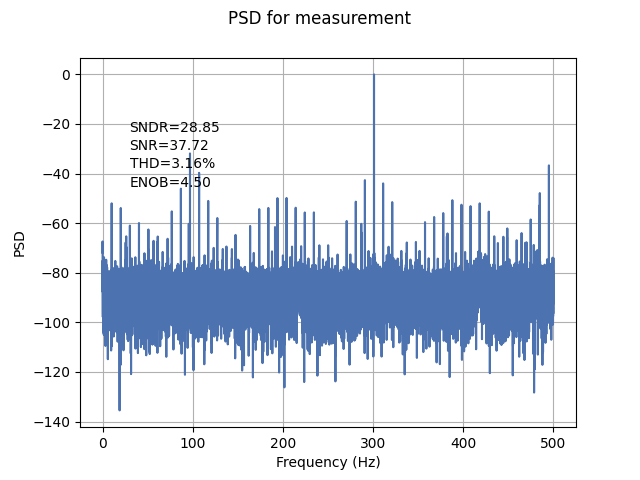 PSD for measurement
0
−20
−40
−60
−80
−100
−120
−140
PSD
SNDR=28.85
SNR=37.72
THD=3.16%
ENOB=4.50
0
100
200
300
400
500
Frequency (Hz)